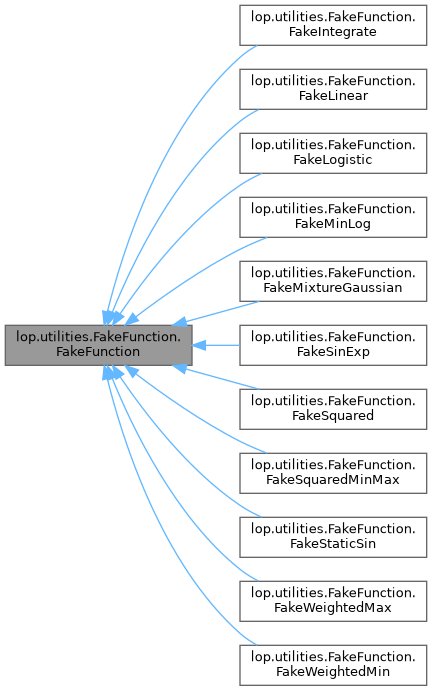 lop.utilities.FakeFunction.
FakeIntegrate
lop.utilities.FakeFunction.
FakeLinear
lop.utilities.FakeFunction.
FakeLogistic
lop.utilities.FakeFunction.
FakeMinLog
lop.utilities.FakeFunction.
FakeMixtureGaussian
lop.utilities.FakeFunction.
FakeFunction
lop.utilities.FakeFunction.
FakeSinExp
lop.utilities.FakeFunction.
FakeSquared
lop.utilities.FakeFunction.
FakeSquaredMinMax
lop.utilities.FakeFunction.
FakeStaticSin
lop.utilities.FakeFunction.
FakeWeightedMax
lop.utilities.FakeFunction.
FakeWeightedMin